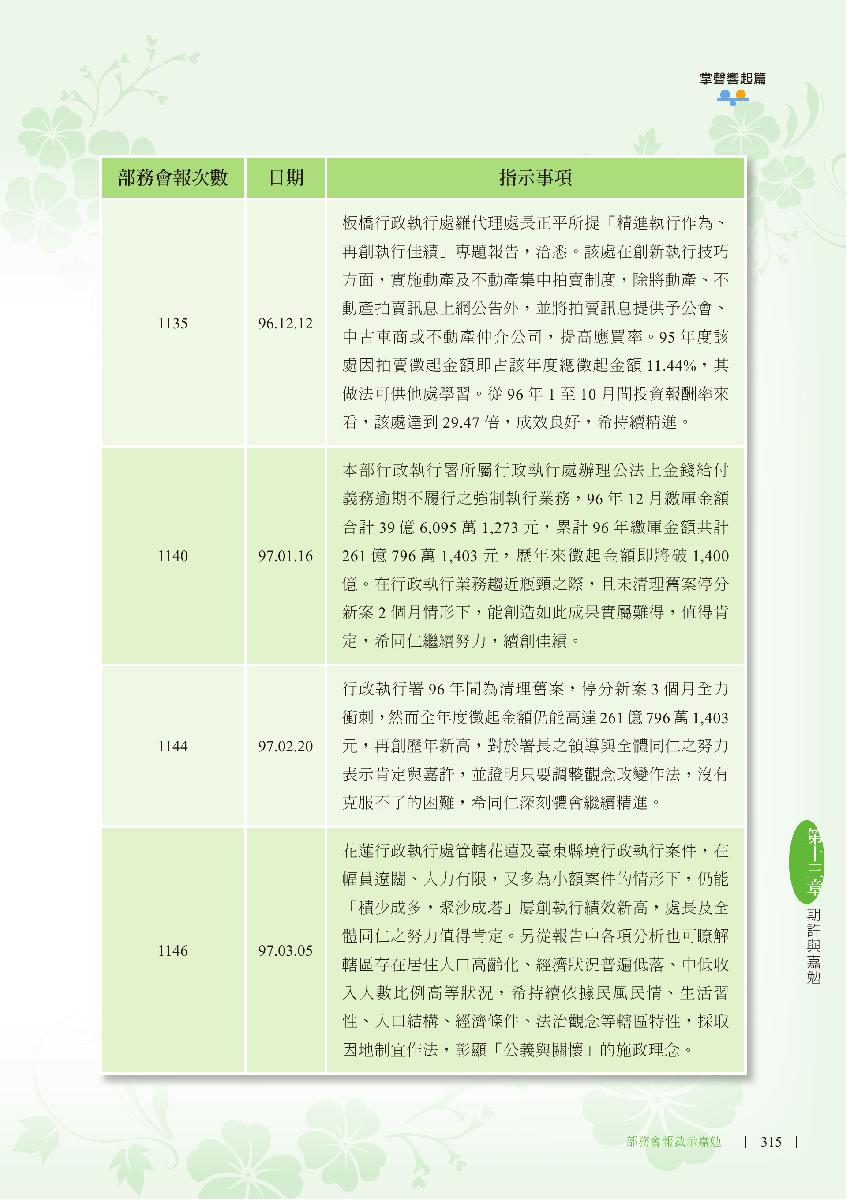 掌聲響起篇
部務會報次數 日期 指示事項
1135 96.12.12
板橋行政執行處羅代理處長正平所提「精進執行作為、
再創執行佳績」專題報告，洽悉。該處在創新執行技巧
方面，實施動產及不動產集中拍賣制度，除將動產、不
動產拍賣訊息上網公告外，並將拍賣訊息提供予公會、
中古車商或不動產仲介公司，提高應買率。95 年度該
處因拍賣徵起金額即占該年度總徵起金額 11.44%，其
做法可供他處學習。從 96 年 1 至 10 月間投資報酬率來
看，該處達到 29.47 倍，成效良好，希持續精進。
1140 97.01.16
本部行政執行署所屬行政執行處辦理公法上金錢給付
義務逾期不履行之強制執行業務，96 年 12 月繳庫金額
合計 39 億 6,095 萬 1,273 元，累計 96 年繳庫金額共計
261 億 796 萬 1,403 元，歷年來徵起金額即將破 1,400
億。在行政執行業務趨近瓶頸之際，且未清理舊案停分
新案 2 個月情形下，能創造如此成果實屬難得，值得肯
定，希同仁繼續努力，續創佳績。
1144 97.02.20
行政執行署 96 年間為清理舊案，停分新案 3 個月全力
衝刺，然而全年度徵起金額仍能高達 261 億 796 萬 1,403
元，再創歷年新高，對於署長之領導與全體同仁之努力
表示肯定與嘉許，並證明只要調整觀念改變作法，沒有
克服不了的困難，希同仁深刻體會繼續精進。
1146 97.03.05
花蓮行政執行處管轄花蓮及臺東縣境行政執行案件，在
幅員遼闊、人力有限，又多為小額案件的情形下，仍能
「積少成多，聚沙成塔」屢創執行績效新高，處長及全
體同仁之努力值得肯定。另從報告中各項分析也可瞭解
轄區存在居住人口高齡化、經濟狀況普遍低落、中低收
入人數比例高等狀況，希持續依據民風民情、生活習
性、人口結構、經濟條件、法治觀念等轄區特性，採取
因地制宜作法，彰顯「公義與關懷」的施政理念。
第十三章
期許與嘉勉
部務會報裁示嘉勉 315